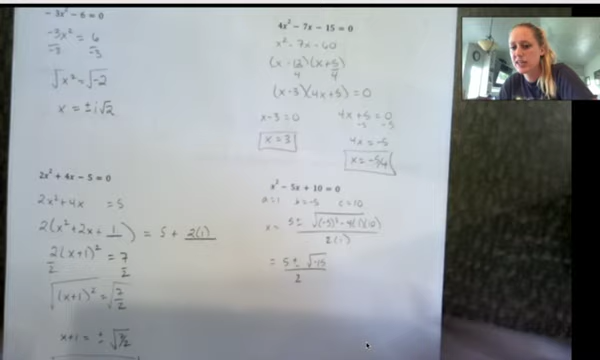 - 3x² - 6 = 0
-3x² = 6
-3 -3
√x² = √-2
x = ± i√2
4x² - 7x - 15 = 0
x² - 7x - 60
(x - 12)(x + 5)
4 4
(x - 3)(4x + 5) = 0
x - 3 = 0 4x + 5 = 0
-5 -5
x = 3 4x = -5
x = -5/4
2x² + 4x - 5 = 0
2x² + 4x = 5
2(x² + 2x + 1) = 5 + 2(1)
2(x + 1)² = 7
2 2
√(x + 1)² = √7/2
x + 1 = ± √7/2
x² - 5x + 10 = 0
a = 1 b = -5 c = 10
x = 5 ± √(-5)² - 4(1)(10)
2(1)
= 5 ± √-15
2